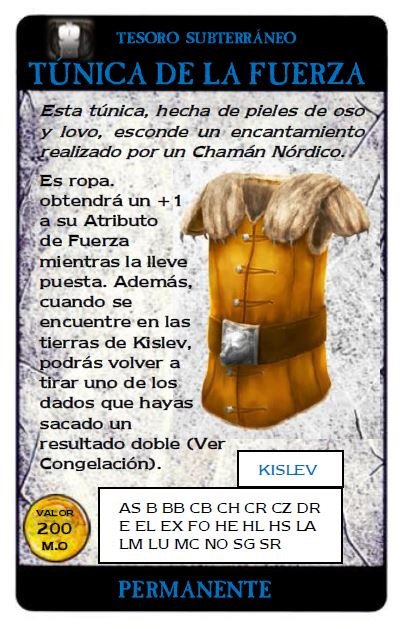 TESORO SUBTERRÁNEO
TÚNICA DE LA FUERZA
Esta túnica, hecha de pieles de oso
y lovo, esconde un encantamiento
realizado por un Chamán Nórdico.
Es ropa.
obtendrá un +1
a su Atributo
de Fuerza
mientras la lleve
puesta. Además,
cuando se
encuentre en las
tierras de Kislev,
podrás volver a
tirar uno de los
dados que hayas
sacado un
resultado doble (Ver
Congelación).
KISLEV
VALOR
200
M.O
AS B BB CB CH CR CZ DR
E EL EX FO HE HL HS LA
LM LU MC NO SG SR
PERMANENTE